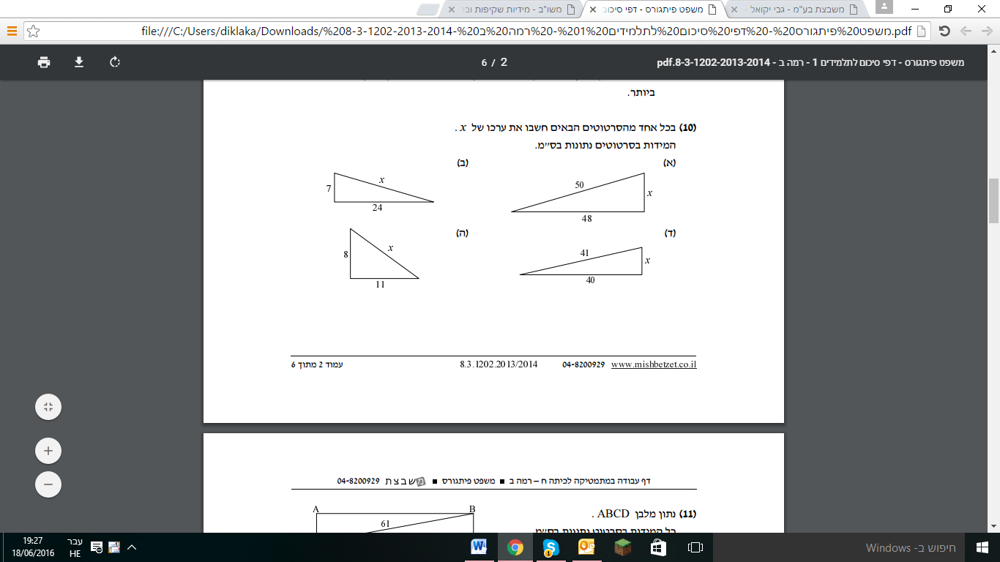 משבצת בע"מ - גבי יקואל -
משפט פיתגורס - דפי סיכום
משו"ב - מידיות שקיפות וב
file:///C:/Users/diklaka/Downloads/%208-3-1202-2013-2014-%20משפט%20פיתגורס%20-%20דפי%20סיכום%20לתלמידים%201%20-%20רמה%20ב.pdf
משפט פיתגורס - דפי סיכום לתלמידים 1 - רמה ב - 8-3-1202-2013-2014.pdf
2 / 6
ביותר.
(10) בכל אחד מהסרטוטים הבאים חשבו את ערכו של x .
המידות בסרטוטים נתונות בס״מ.
(א)
50
x
48
(ב)
7
x
24
(ד)
41
x
40
(ה)
8
x
11
www.mishbetzet.co.il 04-8200929 8.3.1202.2013/2014 עמוד 2 מתוך 6
דף עבודה במתמטיקה לכיתה ח – רמה ב ■ משפט פיתגורס ■ משבצת 04-8200929
(11) נתון מלבן ABCD .
A
B
61
19:27
18/06/2016
עבר
HE
חיפוש ב- Windows